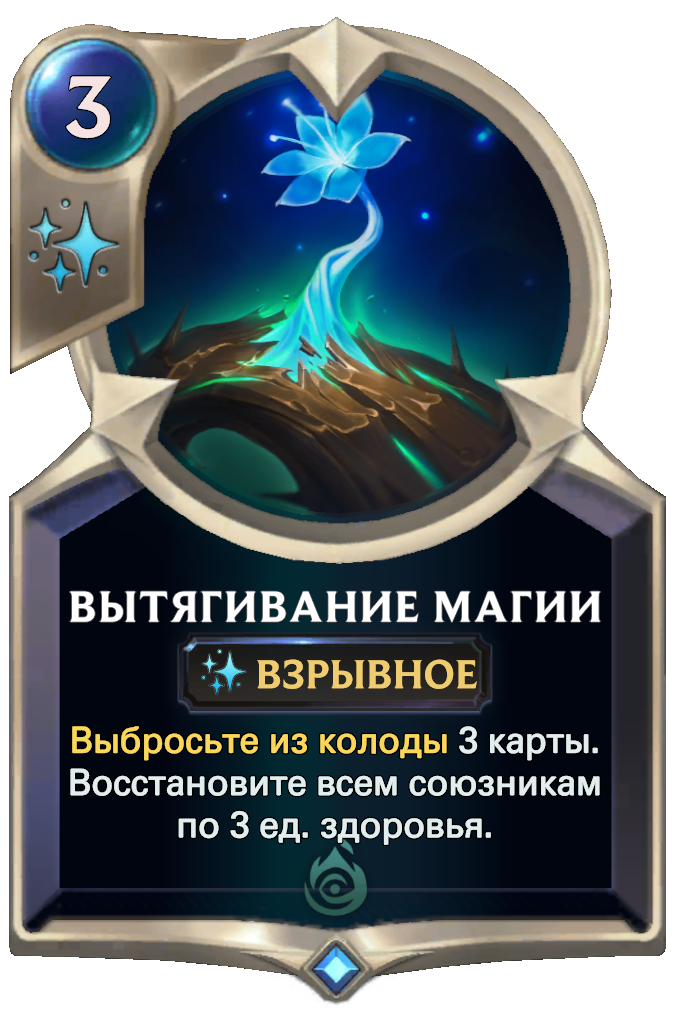 3
ВЫТЯГИВАНИЕ МАГИИ
ВЗРЫВНОЕ
Выбросьте из колоды 3 карты.
Восстановите всем союзникам
по 3 ед. здоровья.